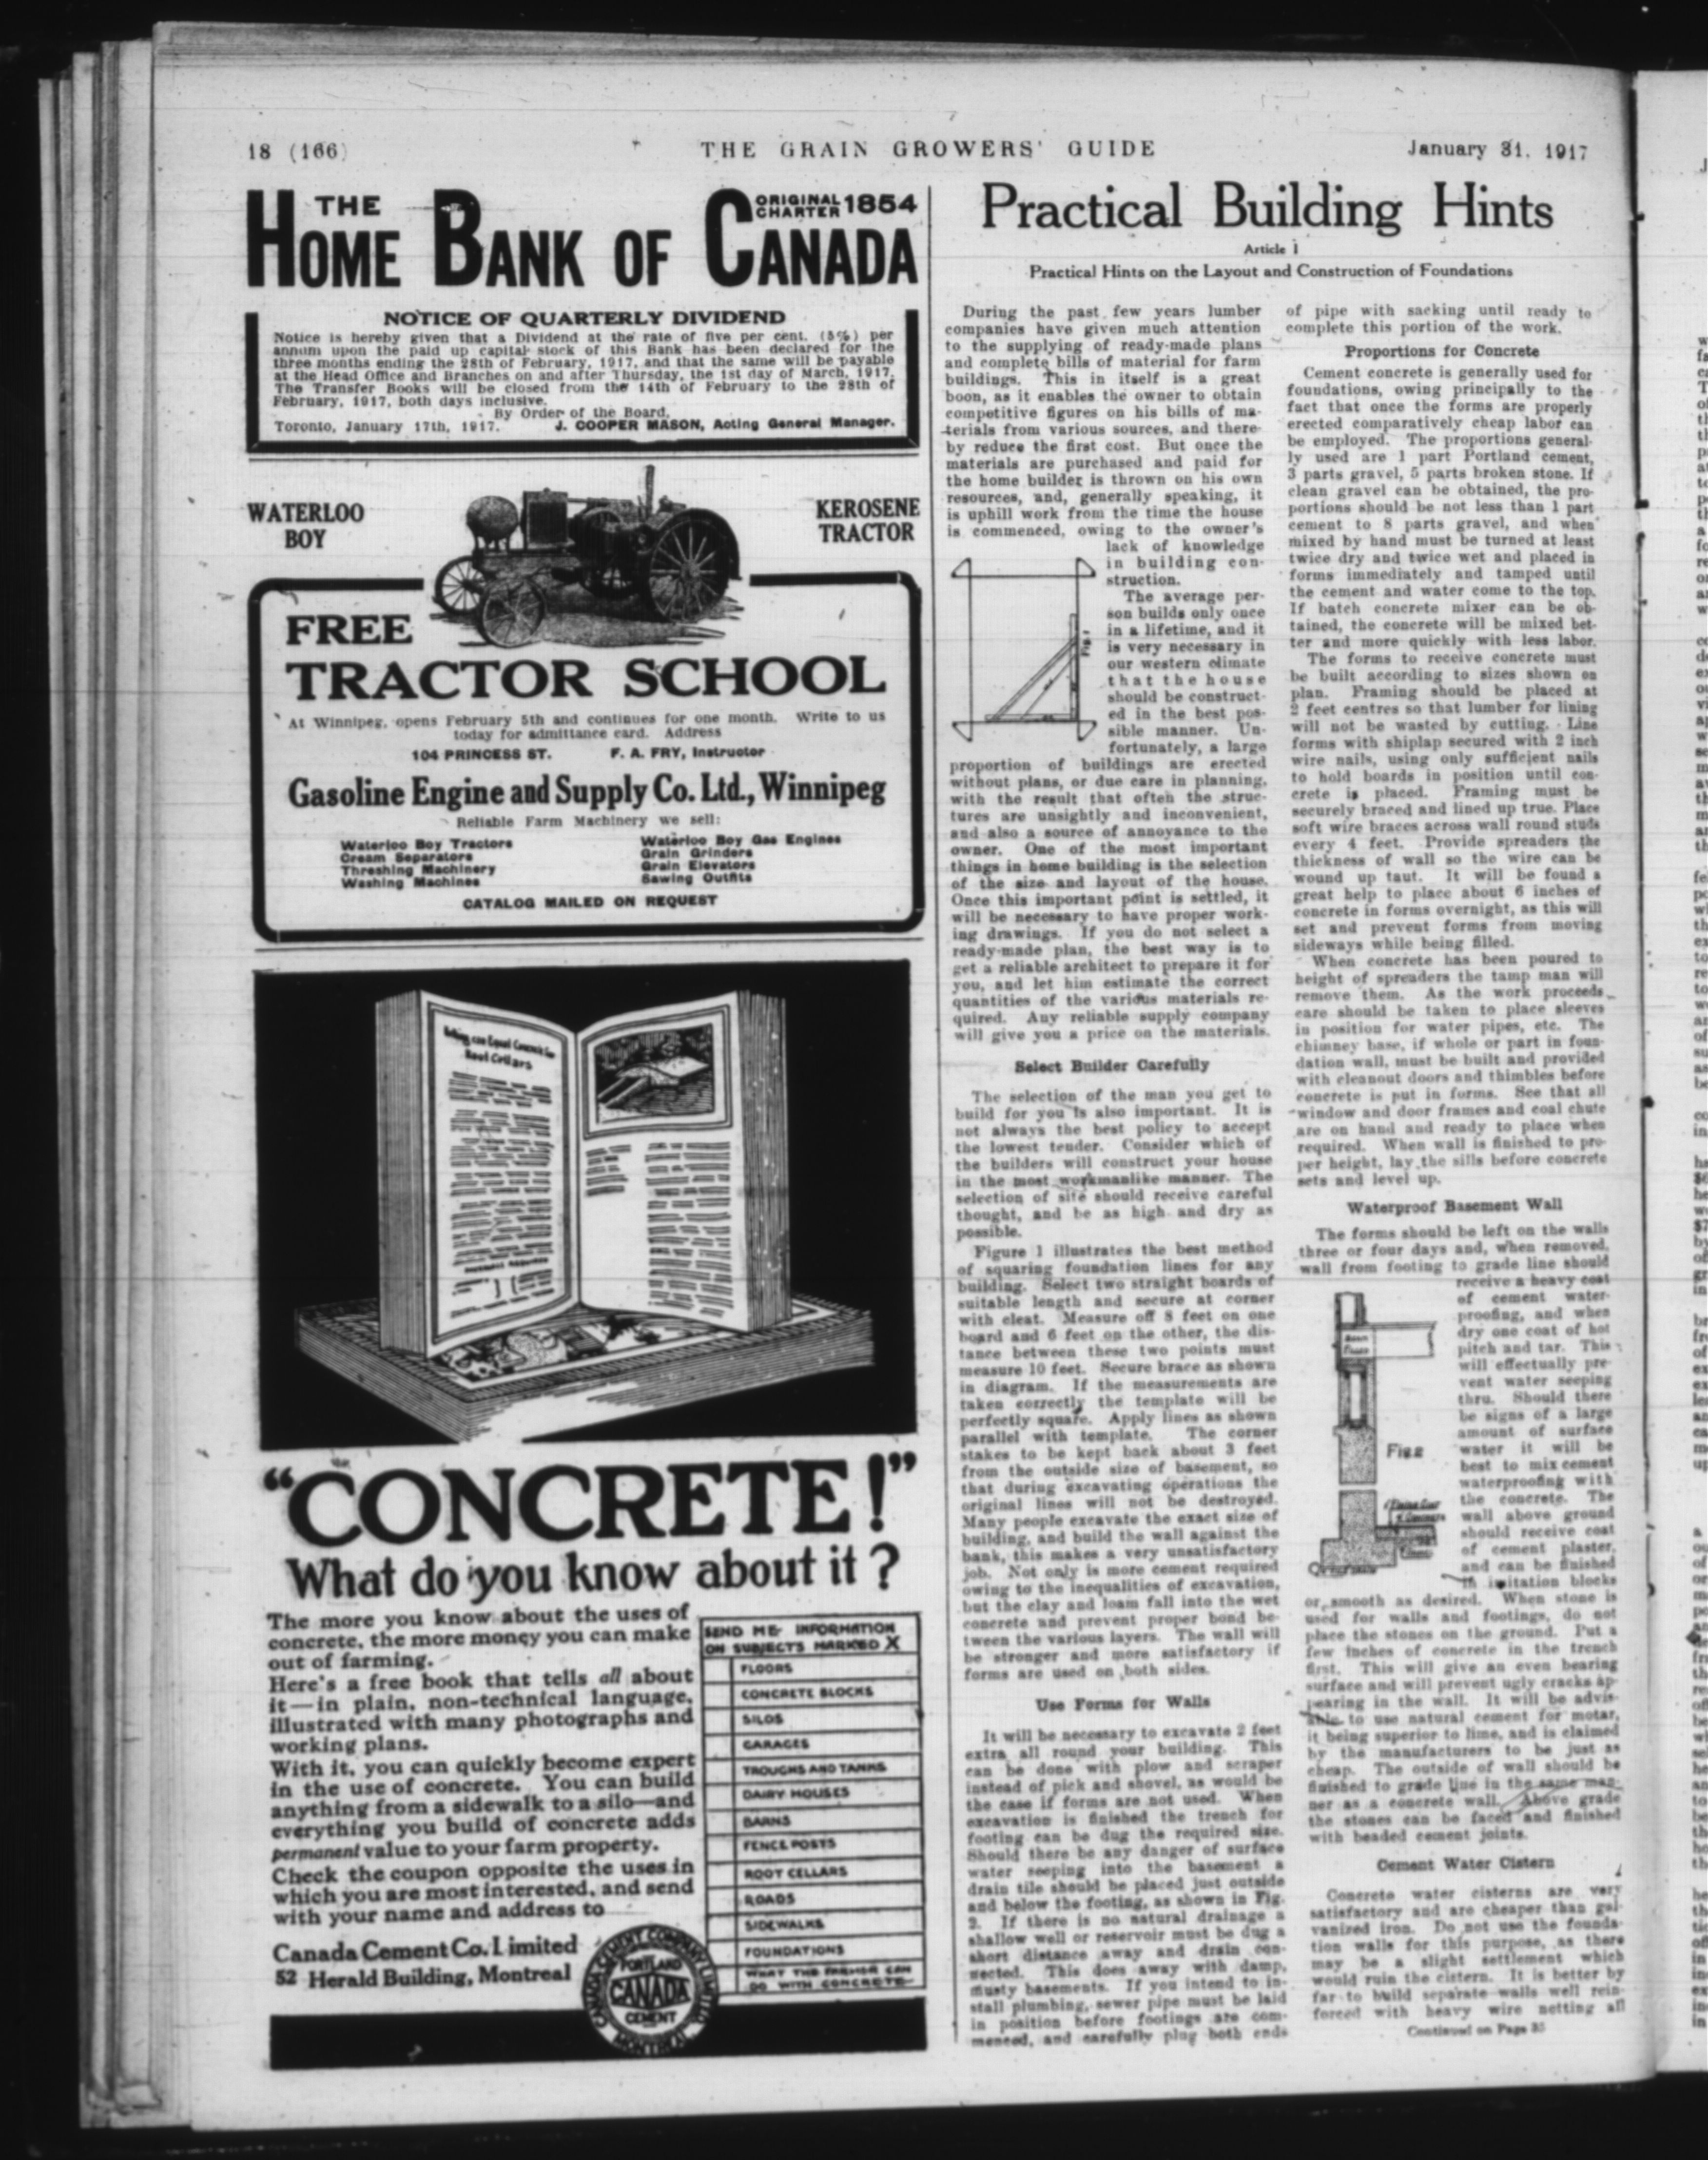 18 (166)
THE GRAIN GROWERS' GUIDE
January 31, 1917
THE
HOME BANK OF CANADA
ORIGINAL
CHARTER 1854
NOTICE OF QUARTERLY DIVIDEND
Notice is hereby given that a Dividend at the rate of five per cent. (5%) per
annum upon the paid up capital stock of this Bank has been declared for the
three months ending the 28th of February, 1917, and that the same will be payable
at the Head Office and Branches on and after Thursday, the 1st day of March, 1917.
The Transfer Books will be closed from the 14th of February to the 28th of
February, 1917, both days inclusive.
By Order of the Board,
Toronto, January 17th, 1917. J. COOPER MASON, Acting General Manager.
WATERLOO
BOY
KEROSENE
TRACTOR
FREE
TRACTOR SCHOOL
At Winnipeg, opens February 5th and continues for one month. Write to us
today for admittance card. Address
104 PRINCESS ST. F. A. FRY, Instructor
Gasoline Engine and Supply Co. Ltd., Winnipeg
Reliable Farm Machinery we sell:
Waterloo Boy Tractors
Cream Separators
Threshing Machinery
Washing Machines
Waterloo Boy Gas Engines
Grain Grinders
Grain Elevators
Sawing Outfits
CATALOG MAILED ON REQUEST
Nothing can Equal Concrete for
Root Cellars
"CONCRETE!"
What do you know about it?
The more you know about the uses of
concrete, the more money you can make
out of farming.
Here's a free book that tells all about
it—in plain, non-technical language,
illustrated with many photographs and
working plans.
With it, you can quickly become expert
in the use of concrete. You can build
anything from a sidewalk to a silo—and
everything you build of concrete adds
permanent value to your farm property.
Check the coupon opposite the uses in
which you are most interested, and send
with your name and address to
Canada Cement Co. Limited
52 Herald Building, Montreal
SEND ME INFORMATION
ON SUBJECTS MARKED X
FLOORS
CONCRETE BLOCKS
SILOS
GARAGES
TROUGHS AND TANKS
DAIRY HOUSES
BARNS
FENCE POSTS
ROOT CELLARS
ROADS
SIDEWALKS
FOUNDATIONS
WHAT THE FARMER CAN
DO WITH CONCRETE
CANADA CEMENT COMPANY LIMITED
PORTLAND
CANADA
CEMENT
MONTREAL
Practical Building Hints
Article I
Practical Hints on the Layout and Construction of Foundations
During the past few years lumber
companies have given much attention
to the supplying of ready-made plans
and complete bills of material for farm
buildings. This in itself is a great
boon, as it enables the owner to obtain
competitive figures on his bills of ma-
terials from various sources, and there-
by reduce the first cost. But once the
materials are purchased and paid for
the home builder is thrown on his own
resources, and, generally speaking, it
is uphill work from the time the house
is commenced, owing to the owner's
lack of knowledge
in building con-
struction.
The average per-
son builds only once
in a lifetime, and it
is very necessary in
our western climate
that the house
should be construct-
ed in the best pos-
sible manner. Un-
fortunately, a large
Fig. 1
proportion of buildings are erected
without plans, or due care in planning,
with the result that often the struc-
tures are unsightly and inconvenient,
and also a source of annoyance to the
owner. One of the most important
things in home building is the selection
of the size and layout of the house.
Once this important point is settled, it
will be necessary to have proper work-
ing drawings. If you do not select a
ready-made plan, the best way is to
get a reliable architect to prepare it for
you, and let him estimate the correct
quantities of the various materials re-
quired. Any reliable supply company
will give you a price on the materials.
Select Builder Carefully
The selection of the man you get to
build for you is also important. It is
not always the best policy to accept
the lowest tender. Consider which of
the builders will construct your house
in the most workmanlike manner. The
selection of site should receive careful
thought, and be as high and dry as
possible.
Figure 1 illustrates the best method
of squaring foundation lines for any
building. Select two straight boards of
suitable length and secure at corner
with cleat. Measure off 8 feet on one
board and 6 feet on the other, the dis-
tance between these two points must
measure 10 feet. Secure brace as shown
in diagram. If the measurements are
taken correctly the template will be
perfectly square. Apply lines as shown
parallel with template. The corner
stakes to be kept back about 3 feet
from the outside size of basement, so
that during excavating operations the
original lines will not be destroyed.
Many people excavate the exact size of
building, and build the wall against the
bank, this makes a very unsatisfactory
job. Not only is more cement required
owing to the inequalities of excavation,
but the clay and loam fall into the wet
concrete and prevent proper bond be-
tween the various layers. The wall will
be stronger and more satisfactory if
forms are used on both sides.
Use Forms for Walls
It will be necessary to excavate 2 feet
extra all round your building. This
can be done with plow and scraper
instead of pick and shovel, as would be
the case if forms are not used. When
excavation is finished the trench for
footing can be dug the required size.
Should there be any danger of surface
water seeping into the basement a
drain tile should be placed just outside
and below the footing, as shown in Fig.
2. If there is no natural drainage a
shallow well or reservoir must be dug a
short distance away and drain con-
nected. This does away with damp,
musty basements. If you intend to in-
stall plumbing, sewer pipe must be laid
in position before footings are com-
menced, and carefully plug both ends
of pipe with sacking until ready to
complete this portion of the work.
Proportions for Concrete
Cement concrete is generally used for
foundations, owing principally to the
fact that once the forms are properly
erected comparatively cheap labor can
be employed. The proportions general-
ly used are 1 part Portland cement,
3 parts gravel, 5 parts broken stone. If
clean gravel can be obtained, the pro-
portions should be not less than 1 part
cement to 8 parts gravel, and when
mixed by hand must be turned at least
twice dry and twice wet and placed in
forms immediately and tamped until
the cement and water come to the top.
If batch concrete mixer can be ob-
tained, the concrete will be mixed bet-
ter and more quickly with less labor.
The forms to receive concrete must
be built according to sizes shown on
plan. Framing should be placed at
2 feet centres so that lumber for lining
will not be wasted by cutting. Line
forms with shiplap secured with 2 inch
wire nails, using only sufficient nails
to hold boards in position until con-
crete is placed. Framing must be
securely braced and lined up true. Place
soft wire braces across wall round studs
every 4 feet. Provide spreaders the
thickness of wall so the wire can be
wound up taut. It will be found a
great help to place about 6 inches of
concrete in forms overnight, as this will
set and prevent forms from moving
sideways while being filled.
When concrete has been poured to
height of spreaders the tamp man will
remove them. As the work proceeds
care should be taken to place sleeves
in position for water pipes, etc. The
chimney base, if whole or part in foun-
dation wall, must be built and provided
with cleanout doors and thimbles before
concrete is put in forms. See that all
window and door frames and coal chute
are on hand and ready to place when
required. When wall is finished to pro-
per height, lay the sills before concrete
sets and level up.
Waterproof Basement Wall
The forms should be left on the walls
three or four days and, when removed,
wall from footing to grade line should
receive a heavy coat
of cement water-
proofing, and when
dry one coat of hot
pitch and tar. This
will effectually pre-
vent water seeping
thru. Should there
be signs of a large
amount of surface
water it will be
best to mix cement
waterproofing with
the concrete. The
wall above ground
should receive coat
of cement plaster,
and can be finished
in imitation blocks
Fig. 2
or smooth as desired. When stone is
used for walls and footings, do not
place the stones on the ground. Put a
few inches of concrete in the trench
first. This will give an even bearing
surface and will prevent ugly cracks ap-
pearing in the wall. It will be advis-
able to use natural cement for motar,
it being superior to lime, and is claimed
by the manufacturers to be just as
cheap. The outside of wall should be
finished to grade line in the same man-
ner as a concrete wall. Above grade
the stones can be faced and finished
with beaded cement joints.
Cement Water Cistern
Concrete water cisterns are very
satisfactory and are cheaper than gal-
vanized iron. Do not use the founda-
tion walls for this purpose, as there
may be a slight settlement which
would ruin the cistern. It is better by
far to build separate walls well rein-
forced with heavy wire netting all
Continued on Page 35